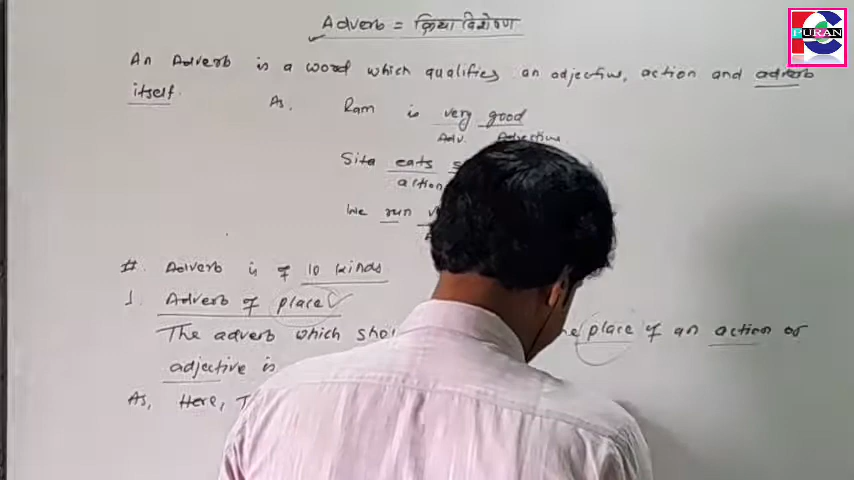 PURAN
Adverb = क्रिया विशेषण
An Adverb is a word which qualifies an adjective, action and adverb
itself.
As, Ram is very good
Adv. Adjective
Sita eats
action
We run
# Adverb is of 10 kinds
1. Adverb of place
The adverb which place of an action or
adjective is
As, Here,